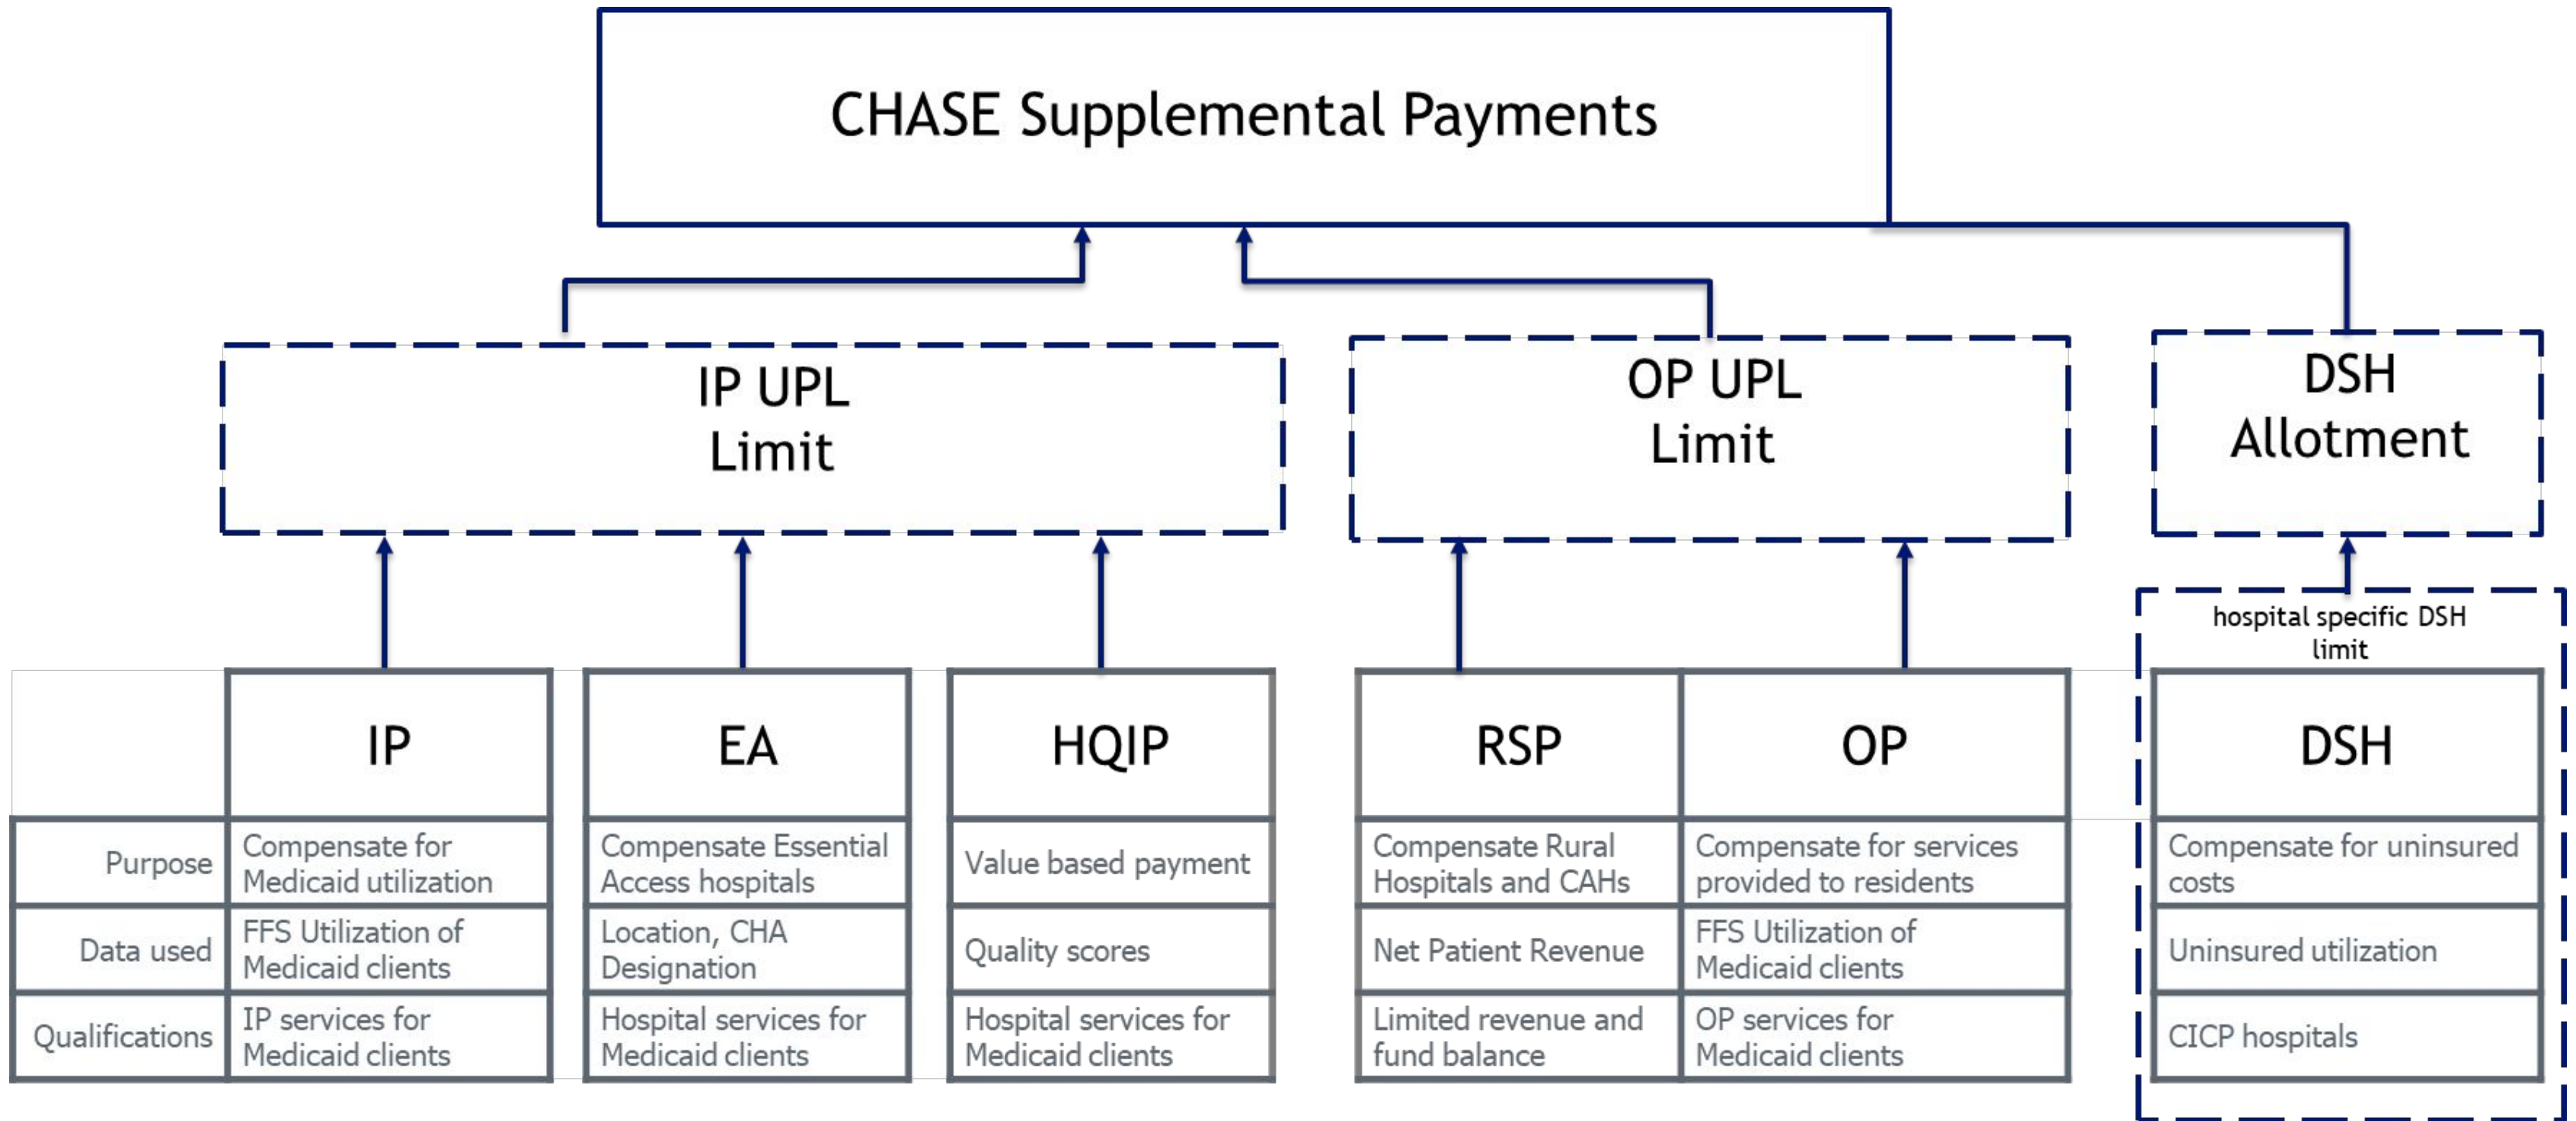 CHASE Supplemental Payments
IP UPL
Limit
OP UPL
Limit
DSH
Allotment
hospital specific DSH
limit
IP
EA
HQIP
RSP
OP
DSH
Purpose
Compensate for
Medicaid utilization
Compensate Essential
Access hospitals
Value based payment
Compensate Rural
Hospitals and CAHs
Compensate for services
provided to residents
Compensate for uninsured
costs
Data used
FFS Utilization of
Medicaid clients
Location, CHA
Designation
Quality scores
Net Patient Revenue
FFS Utilization of
Medicaid clients
Uninsured utilization
Qualifications
IP services for
Medicaid clients
Hospital services for
Medicaid clients
Hospital services for
Medicaid clients
Limited revenue and
fund balance
OP services for
Medicaid clients
CICP hospitals